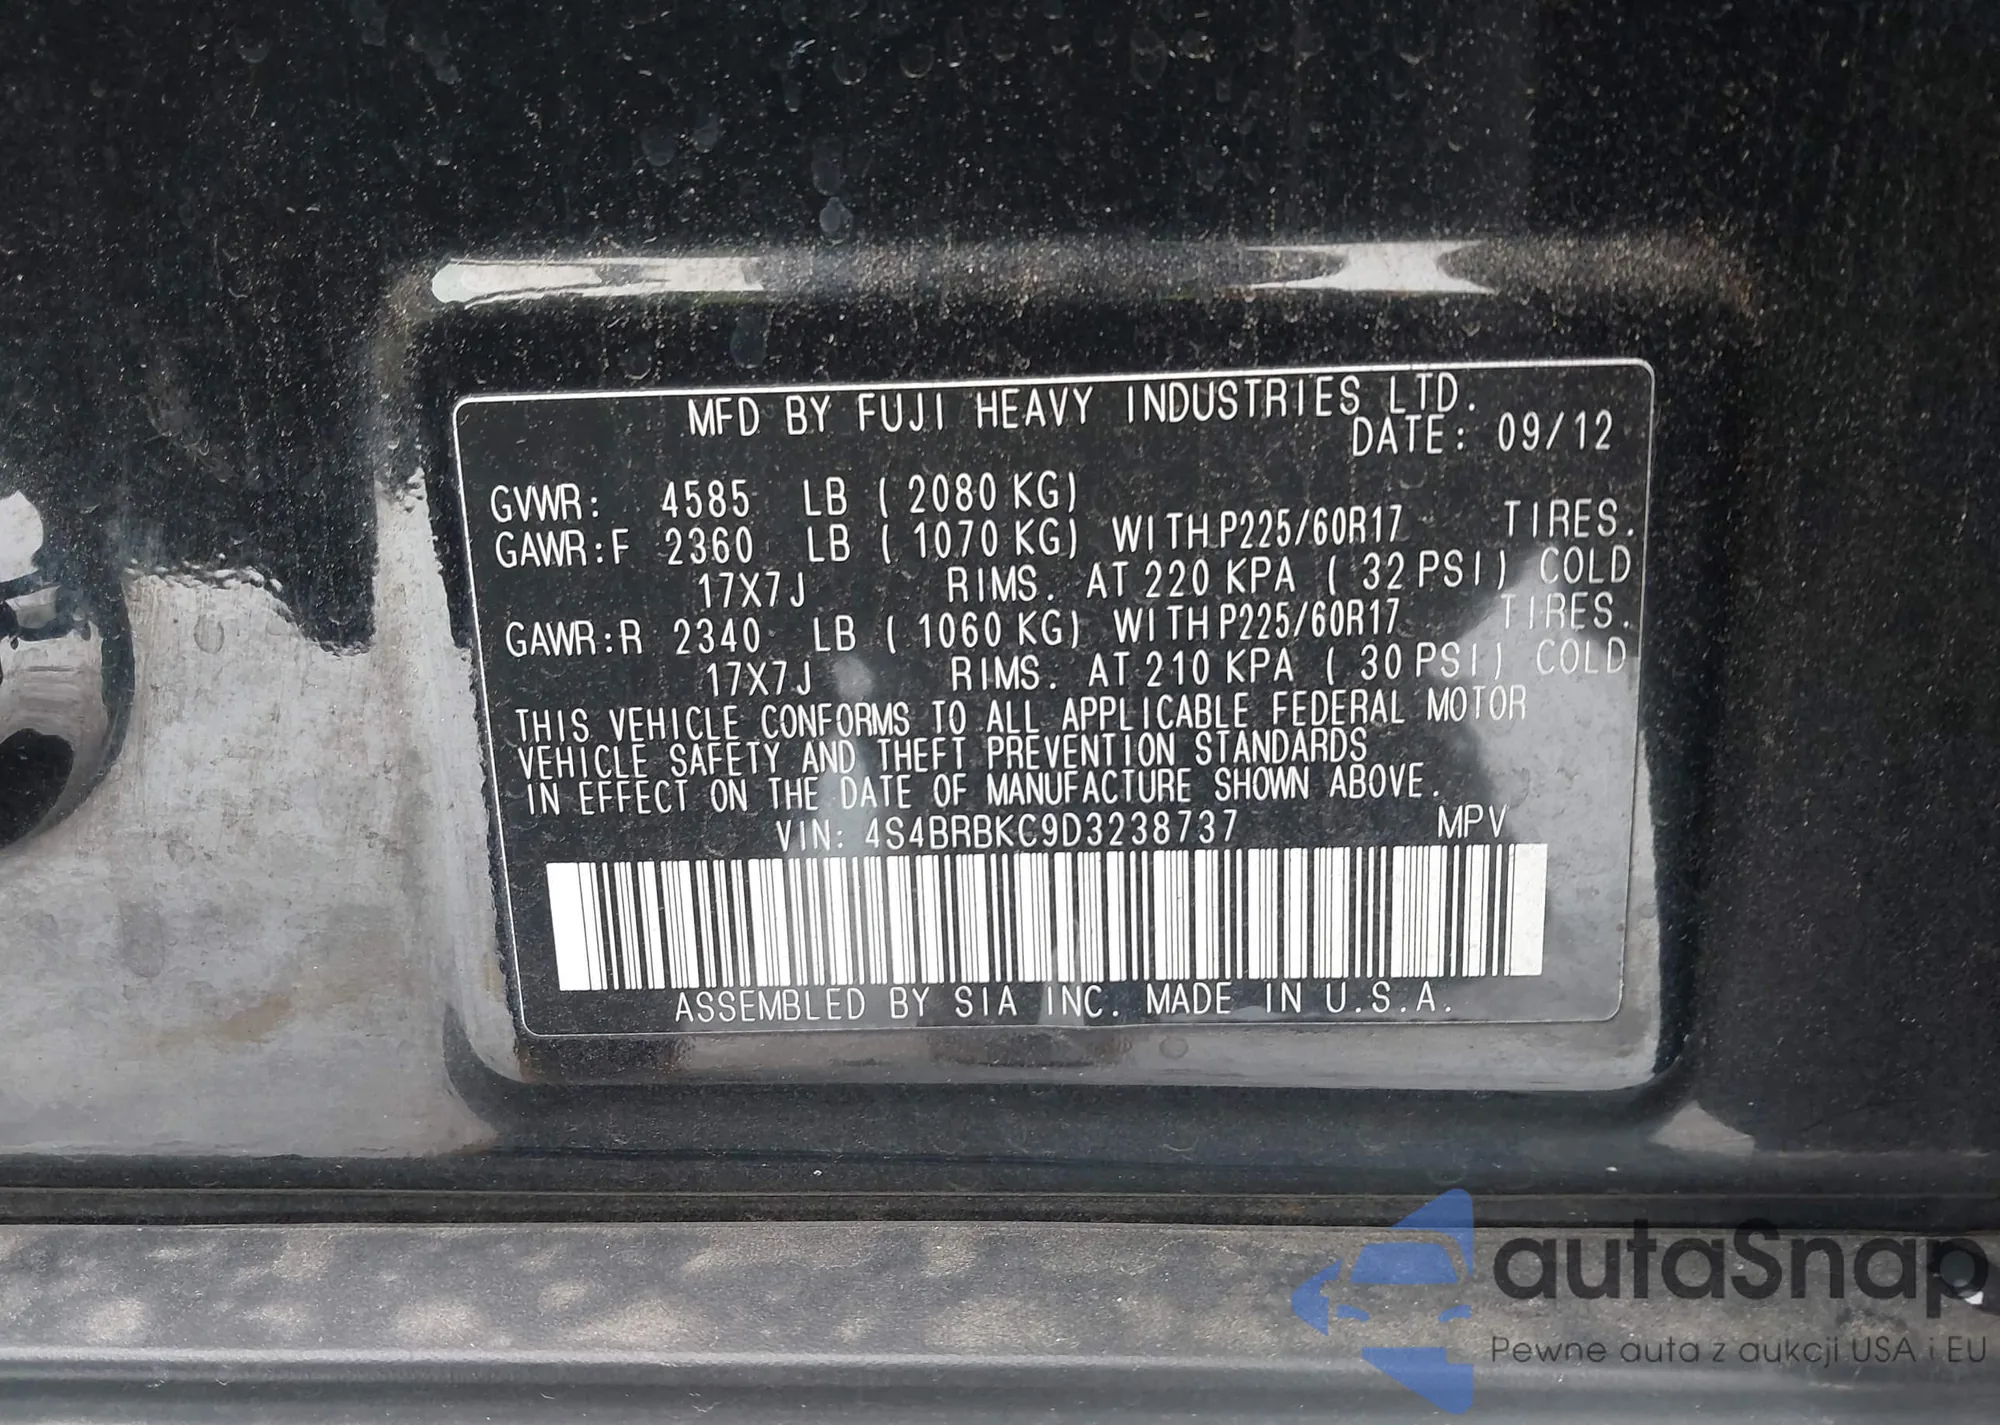 MFD BY FUJI HEAVY INDUSTRIES LTD.
DATE: 09/12
GVWR: 4585 LB ( 2080 KG)
GAWR:F 2360 LB ( 1070 KG) WITH P225/60R17 TIRES.
17X7J RIMS. AT 220 KPA ( 32 PSI) COLD
GAWR:R 2340 LB ( 1060 KG) WITH P225/60R17 TIRES.
17X7J RIMS. AT 210 KPA ( 30 PSI) COLD
THIS VEHICLE CONFORMS TO ALL APPLICABLE FEDERAL MOTOR
VEHICLE SAFETY AND THEFT PREVENTION STANDARDS
IN EFFECT ON THE DATE OF MANUFACTURE SHOWN ABOVE.
VIN: 4S4BRBKC9D3238737 MPV
ASSEMBLED BY SIA INC. MADE IN U.S.A.
autaSnap
Pewne auta z aukcji USA i EU